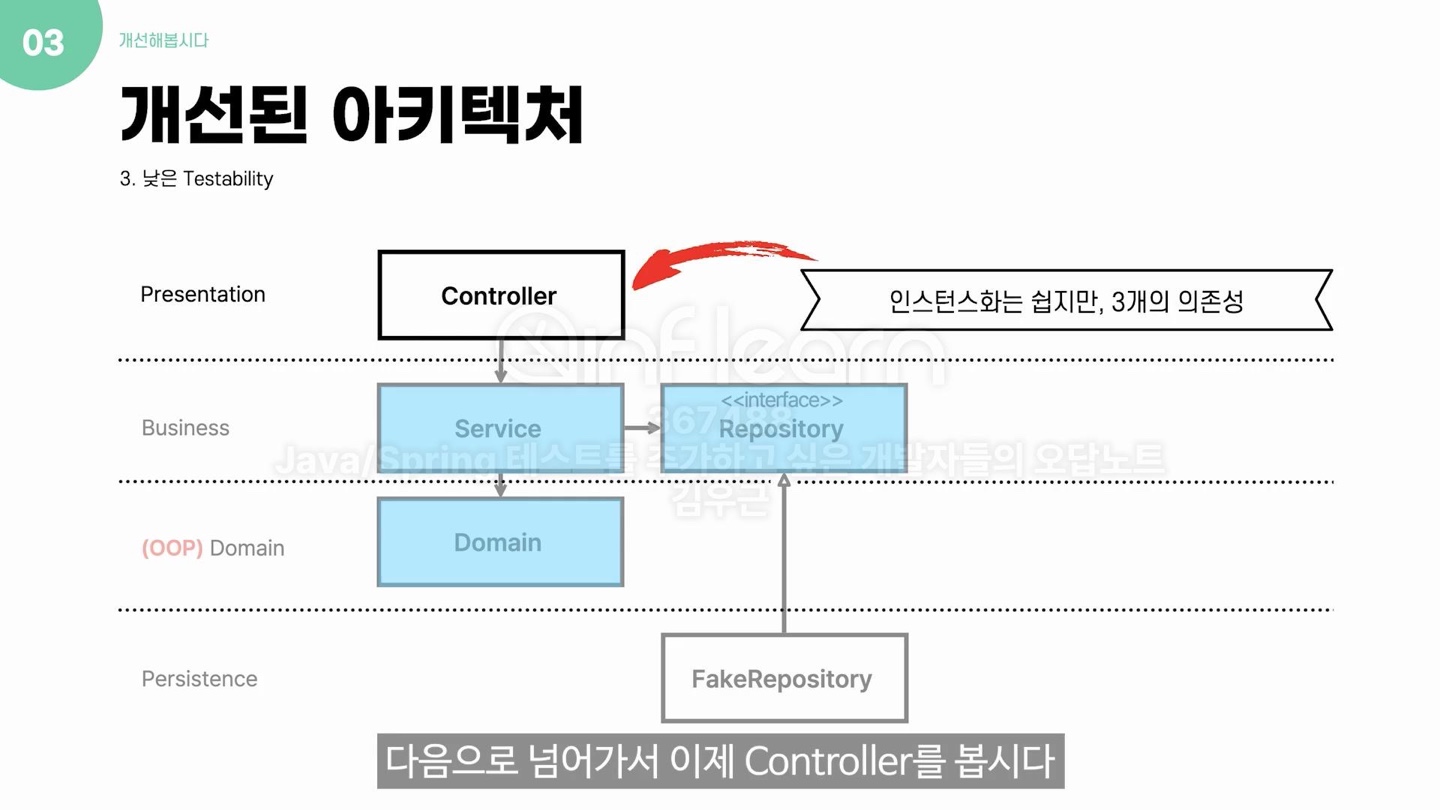 03
개선해봅시다
개선된 아키텍처
3. 낮은 Testability
Presentation
Controller
인스턴스화는 쉽지만, 3개의 의존성
inflearn
Business
Service
<<interface>>
Repository
367488
Java/Spring 테스트를 추가하고 싶은 개발자들의 오답노트
김우근
(OOP) Domain
Domain
Persistence
FakeRepository
다음으로 넘어가서 이제 Controller를 봅시다